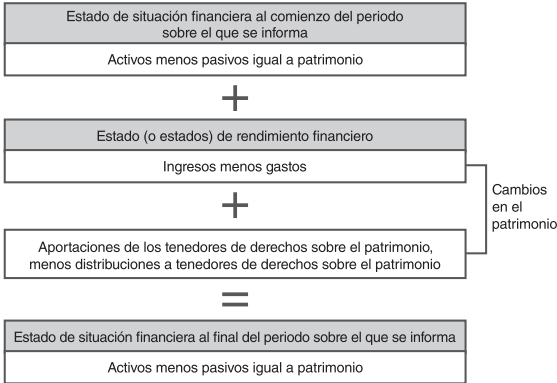 Estado de situación financiera al comienzo del periodo
sobre el que se informa
Activos menos pasivos igual a patrimonio
+
Estado (o estados) de rendimiento financiero
Ingresos menos gastos
Cambios
en el
patrimonio
+
Aportaciones de los tenedores de derechos sobre el patrimonio,
menos distribuciones a tenedores de derechos sobre el patrimonio
=
Estado de situación financiera al final del periodo sobre el que se informa
Activos menos pasivos igual a patrimonio